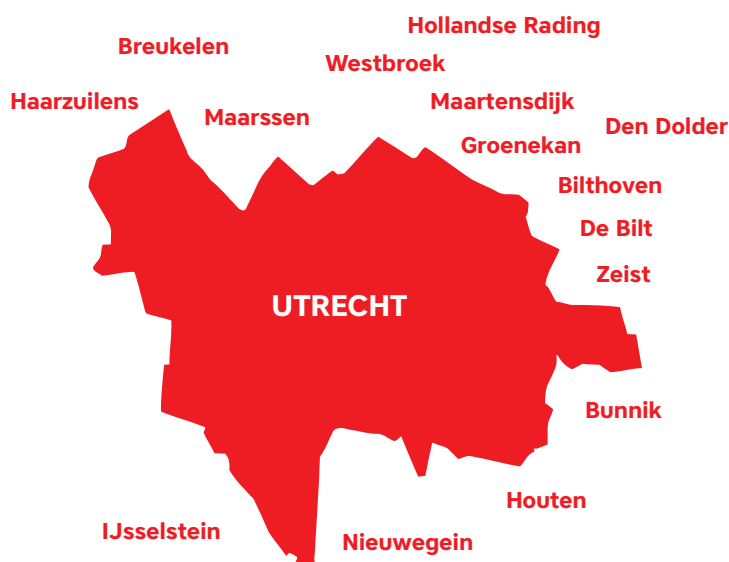 Hollandse Rading
Breukelen
Westbroek
Haarzuilens
Maartensdijk
Maarssen
Den Dolder
Groenekan
Bilthoven
De Bilt
Zeist
UTRECHT
Bunnik
Houten
IJsselstein
Nieuwegein